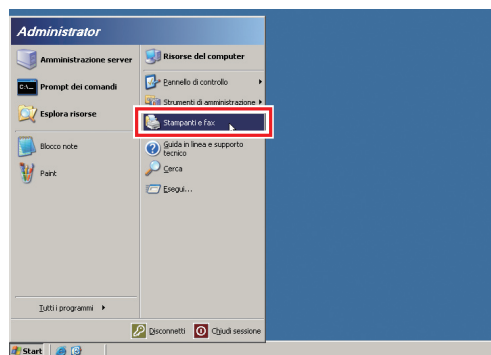 Administrator
Amministrazione server
Prompt dei comandi
Esplora risorse
Blocco note
Paint
Tutti i programmi
Risorse del computer
Pannello di controllo
Strumenti di amministrazione
Stampanti e fax
Guida in linea e supporto
tecnico
Cerca
Esegui...
Disconnetti
Chiudi sessione
Start